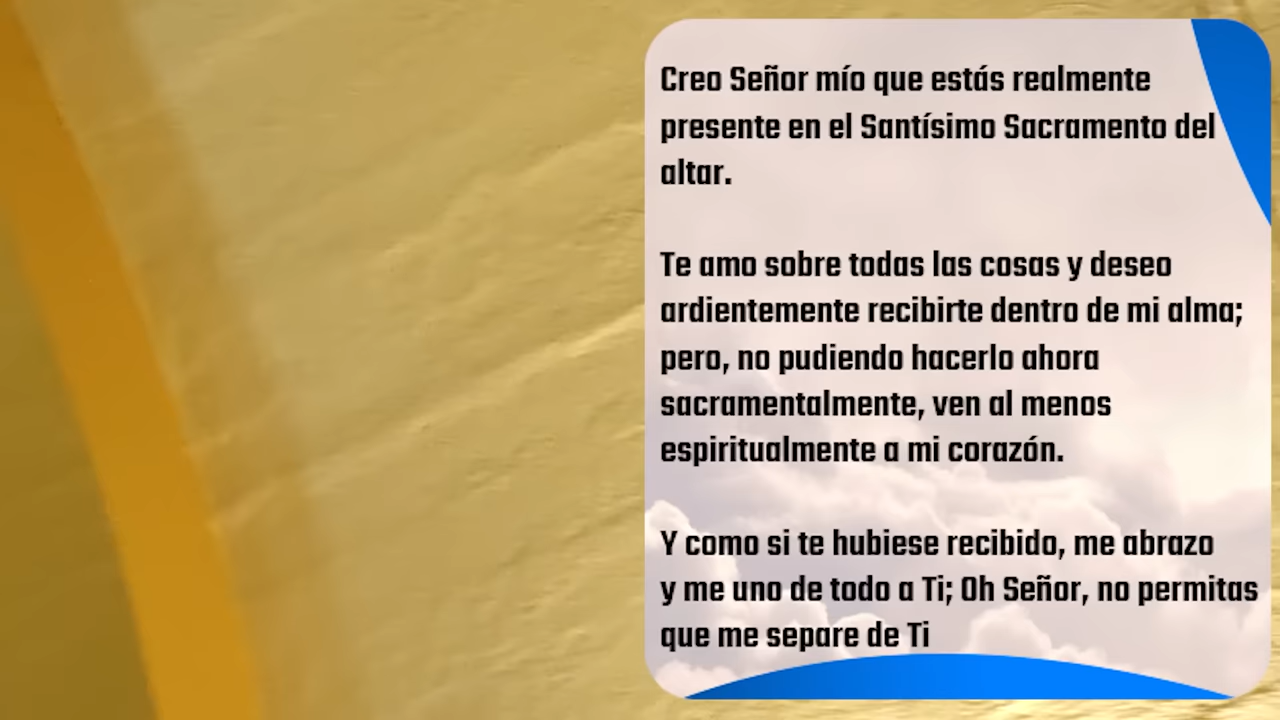 Creo Señor mío que estás realmente
presente en el Santísimo Sacramento del
altar.
Te amo sobre todas las cosas y deseo
ardientemente recibirte dentro de mi alma;
pero, no pudiendo hacerlo ahora
sacramentalmente, ven al menos
espiritualmente a mi corazón.
Y como si te hubiese recibido, me abrazo
y me uno de todo a Ti; Oh Señor, no permitas
que me separe de Ti